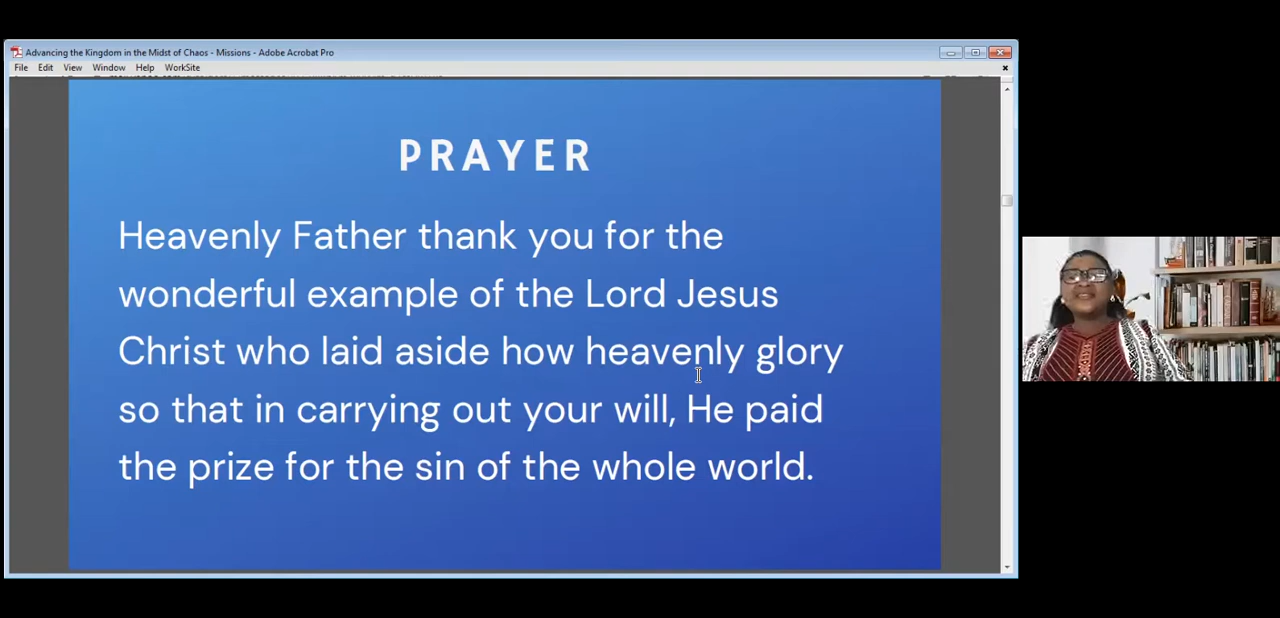 Advancing the Kingdom in the Midst of Chaos - Missions - Adobe Acrobat Pro
File Edit View Window Help WorkSite
PRAYER
Heavenly Father thank you for the
wonderful example of the Lord Jesus
Christ who laid aside how heavenly glory
so that in carrying out your will, He paid
the prize for the sin of the whole world.